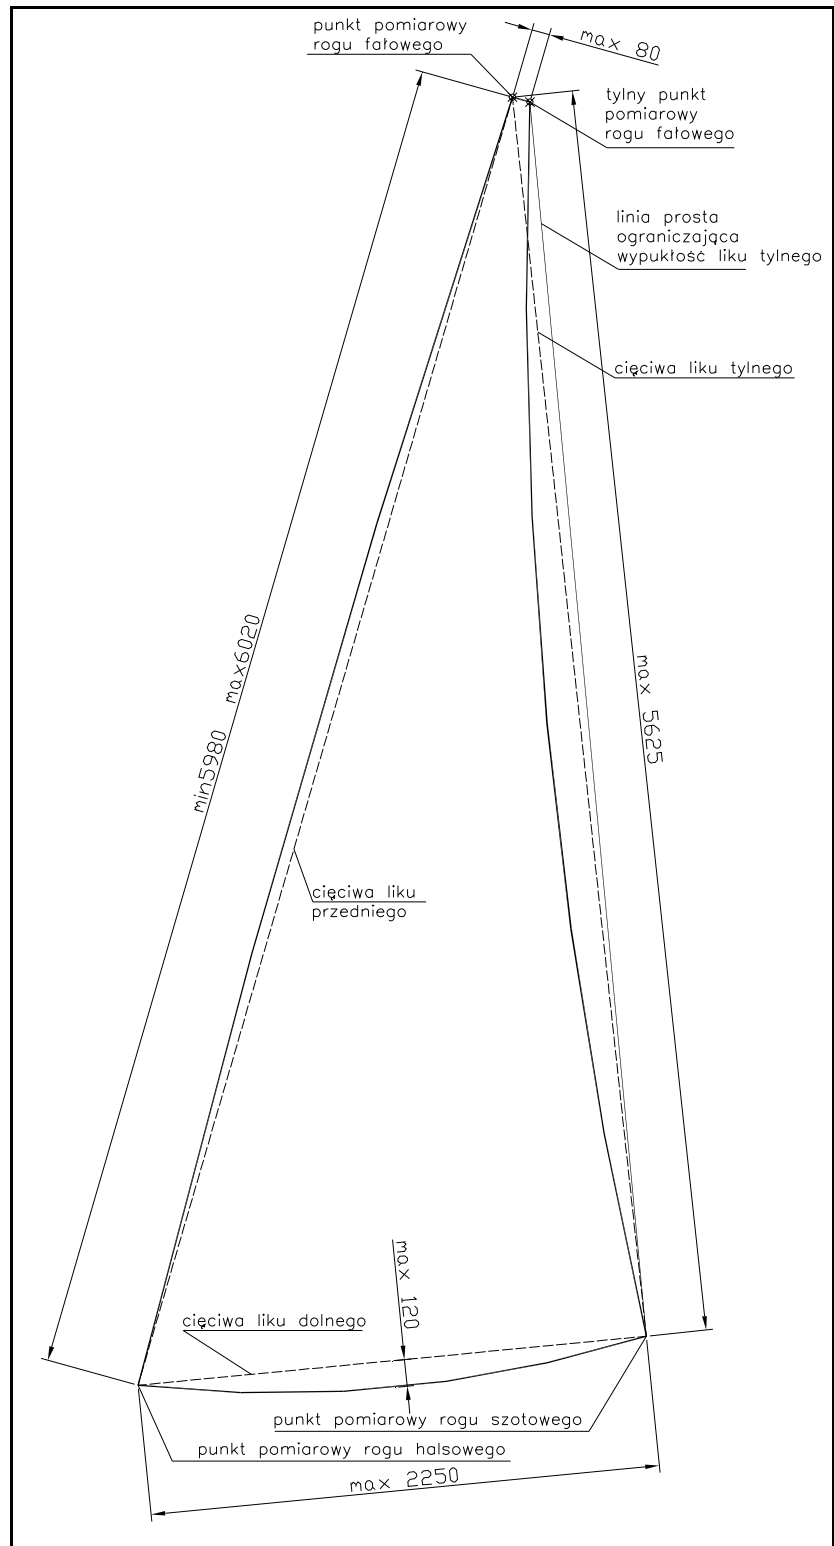 punkt pomiarowy
rogu fałowego
max 80
tylny punkt
pomiarowy
rogu fałowego
linia prosta
ograniczająca
wypukłość liku tylnego
cięciwa liku tylnego
min5980 max6020
max 5625
cięciwa liku
przedniego
max 120
cięciwa liku dolnego
punkt pomiarowy rogu szotowego
punkt pomiarowy rogu halsowego
max 2250